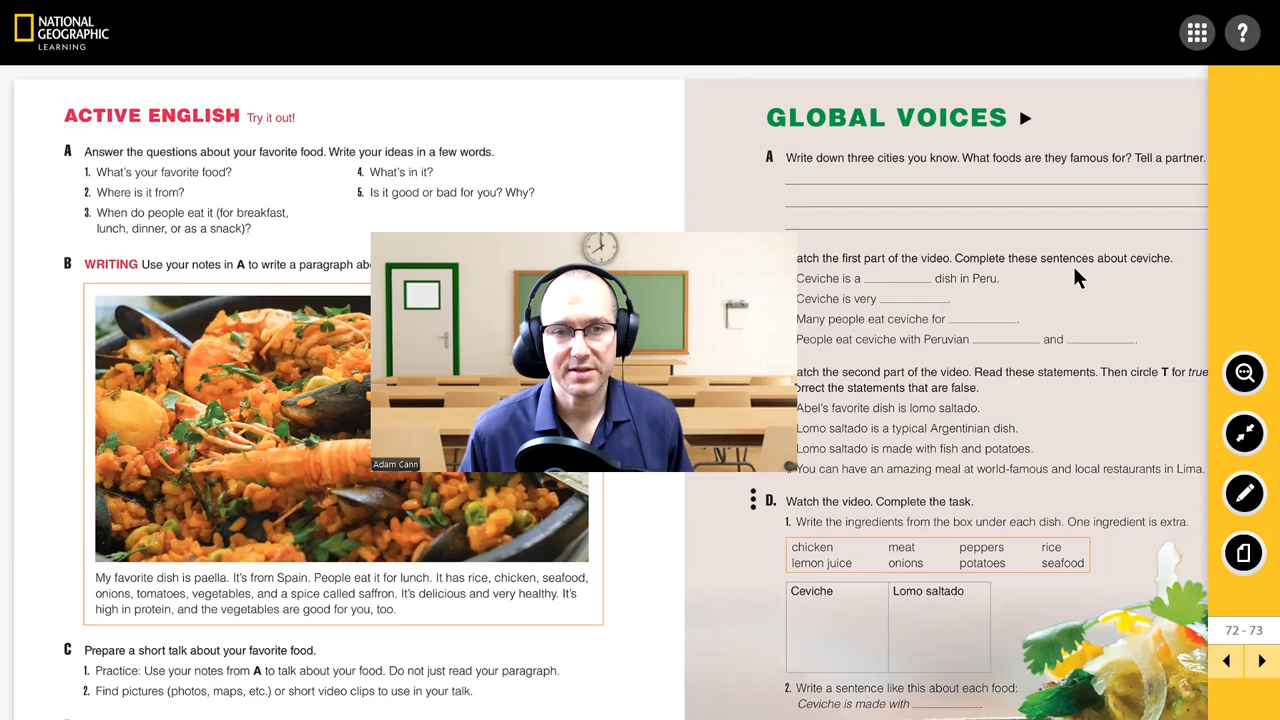 NATIONAL
GEOGRAPHIC
LEARNING
?
ACTIVE ENGLISH Try it out!
A Answer the questions about your favorite food. Write your ideas in a few words.
1. What's your favorite food?
2. Where is it from?
3. When do people eat it (for breakfast,
lunch, dinner, or as a snack)?
4. What's in it?
5. Is it good or bad for you? Why?
B WRITING Use your notes in A to write a paragraph
My favorite dish is paella. It's from Spain. People eat it for lunch. It has rice, chicken, seafood,
onions, tomatoes, vegetables, and a spice called saffron. It's delicious and very healthy. It's
high in protein, and the vegetables are good for you, too.
C Prepare a short talk about your favorite food.
1. Practice: Use your notes from A to talk about your food. Do not just read your paragraph.
2. Find pictures (photos, maps, etc.) or short video clips to use in your talk.
Adam Cann
GLOBAL VOICES
A Write down three cities you know. What foods are they famous for? Tell a partner.
atch the first part of the video. Complete these sentences about ceviche.
Ceviche is a __________ dish in Peru.
Ceviche is very __________.
Many people eat ceviche for __________.
People eat ceviche with Peruvian __________ and __________.
atch the second part of the video. Read these statements. Then circle T for true
orrect the statements that are false.
Abel's favorite dish is lomo saltado.
Lomo saltado is a typical Argentinian dish.
Lomo saltado is made with fish and potatoes.
You can have an amazing meal at world-famous and local restaurants in Lima.
D. Watch the video. Complete the task.
1. Write the ingredients from the box under each dish. One ingredient is extra.
chicken meat peppers rice
lemon juice onions potatoes seafood
Ceviche Lomo saltado
2. Write a sentence like this about each food:
Ceviche is made with __________.
72 - 73